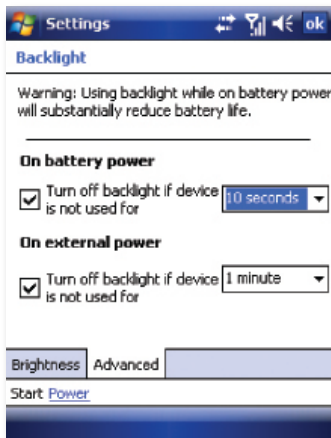 Settings ok
Backlight
Warning: Using backlight while on battery power
will substantially reduce battery life.
On battery power
Turn off backlight if device 10 seconds
is not used for
On external power
Turn off backlight if device 1 minute
is not used for
Brightness Advanced
Start Power